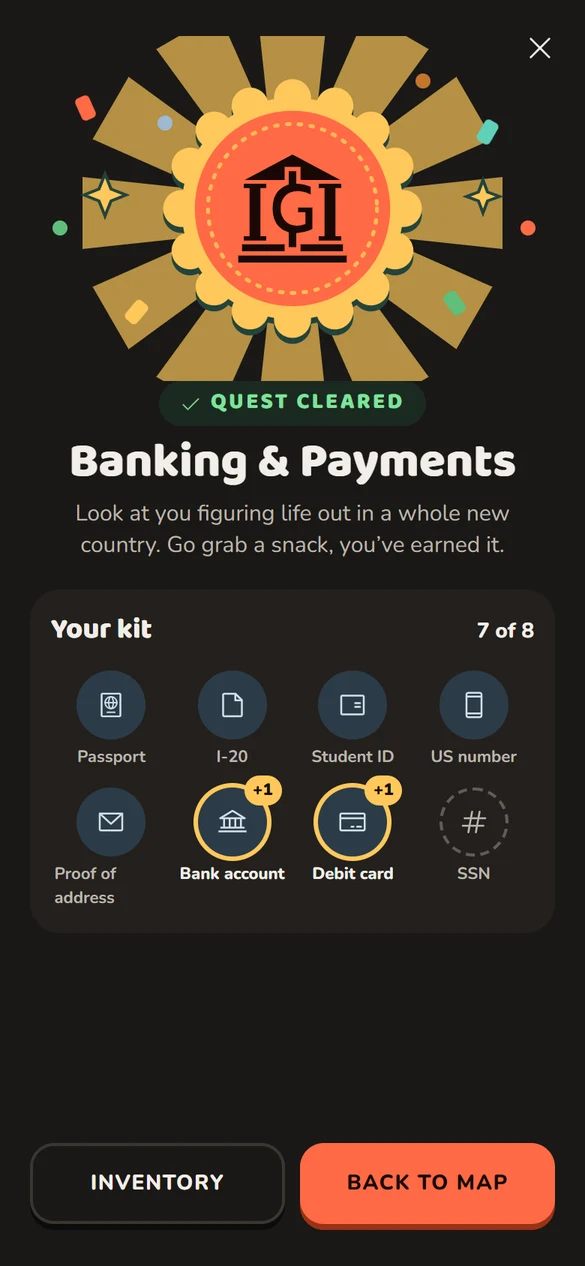 QUEST CLEARED
Banking & Payments
Look at you figuring life out in a whole new
country. Go grab a snack, you’ve earned it.
Your kit
7 of 8
Passport
I-20
Student ID
US number
+1
+1
#
Proof of
address
Bank account
Debit card
SSN
INVENTORY
BACK TO MAP